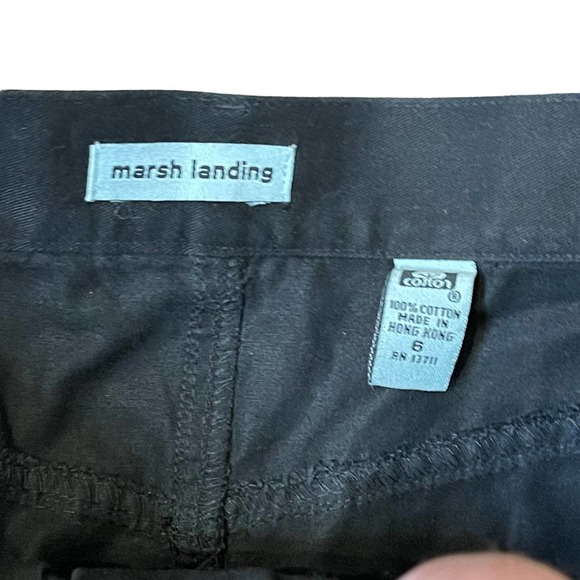 marsh landing
COTTON
®
100% COTTON
MADE IN
HONG KONG
6
RN 13711